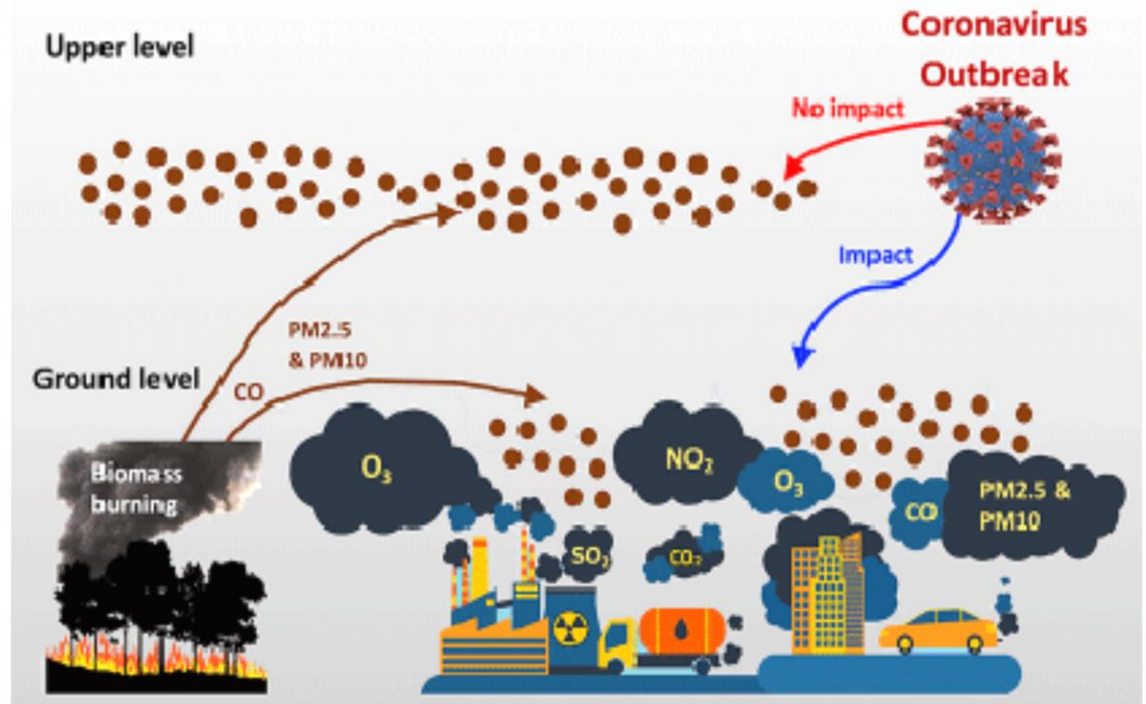 Upper level
Coronavirus
Outbreak
No impact
Impact
PM2.5
& PM10
Ground level
CO
Biomass
burning
O3
NO2
O3
CO
PM2.5 &
PM10
SO2
CO2